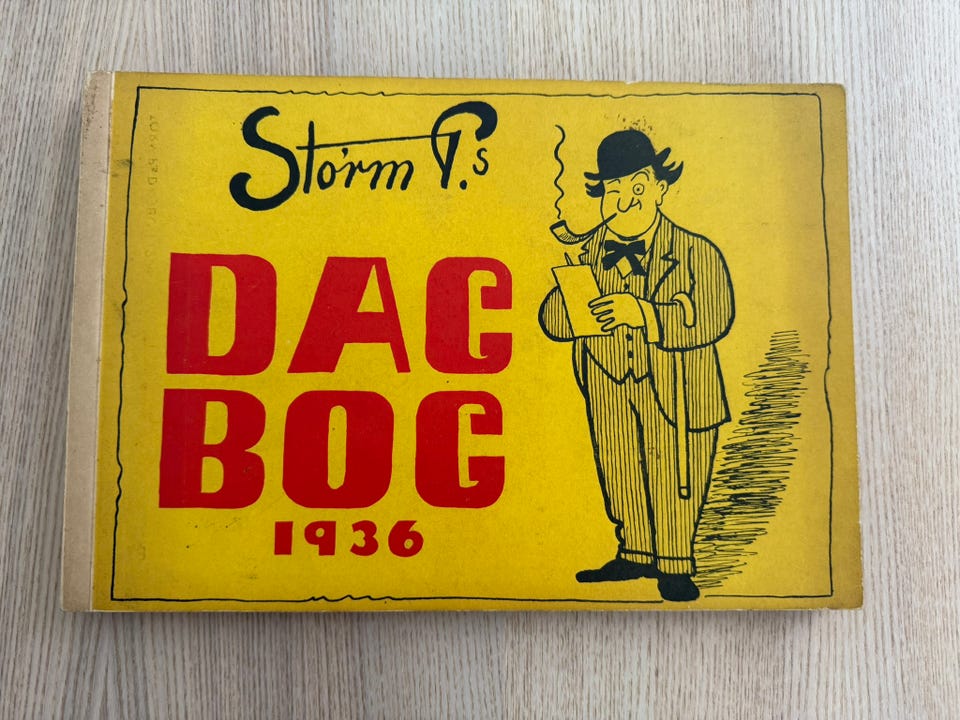 Storm P.s
DAG
BOG
1936